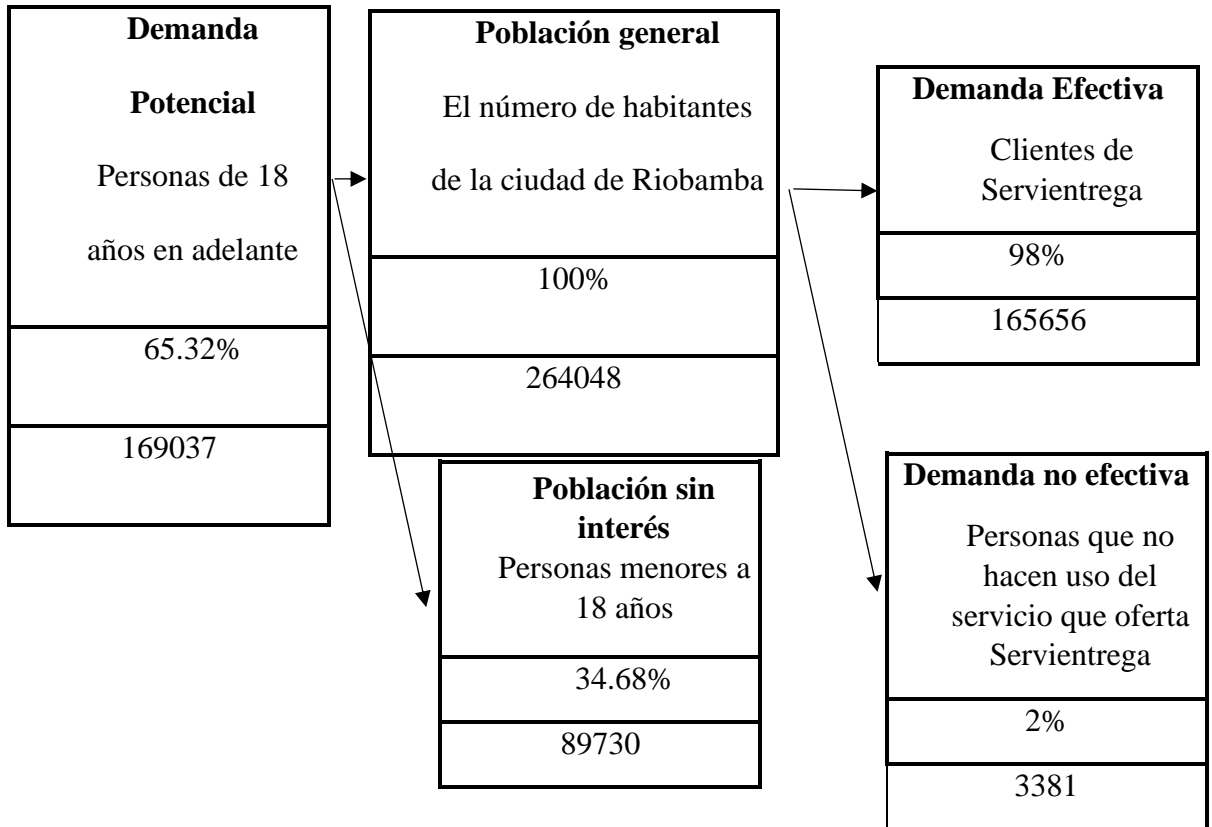 Demanda
Potencial
Personas de 18
años en adelante
65.32%
169037
Población general
El número de habitantes
de la ciudad de Riobamba
100%
264048
Población sin
interés
Personas menores a
18 años
34.68%
89730
Demanda Efectiva
Clientes de
Servientrega
98%
165656
Demanda no efectiva
Personas que no
hacen uso del
servicio que oferta
Servientrega
2%
3381